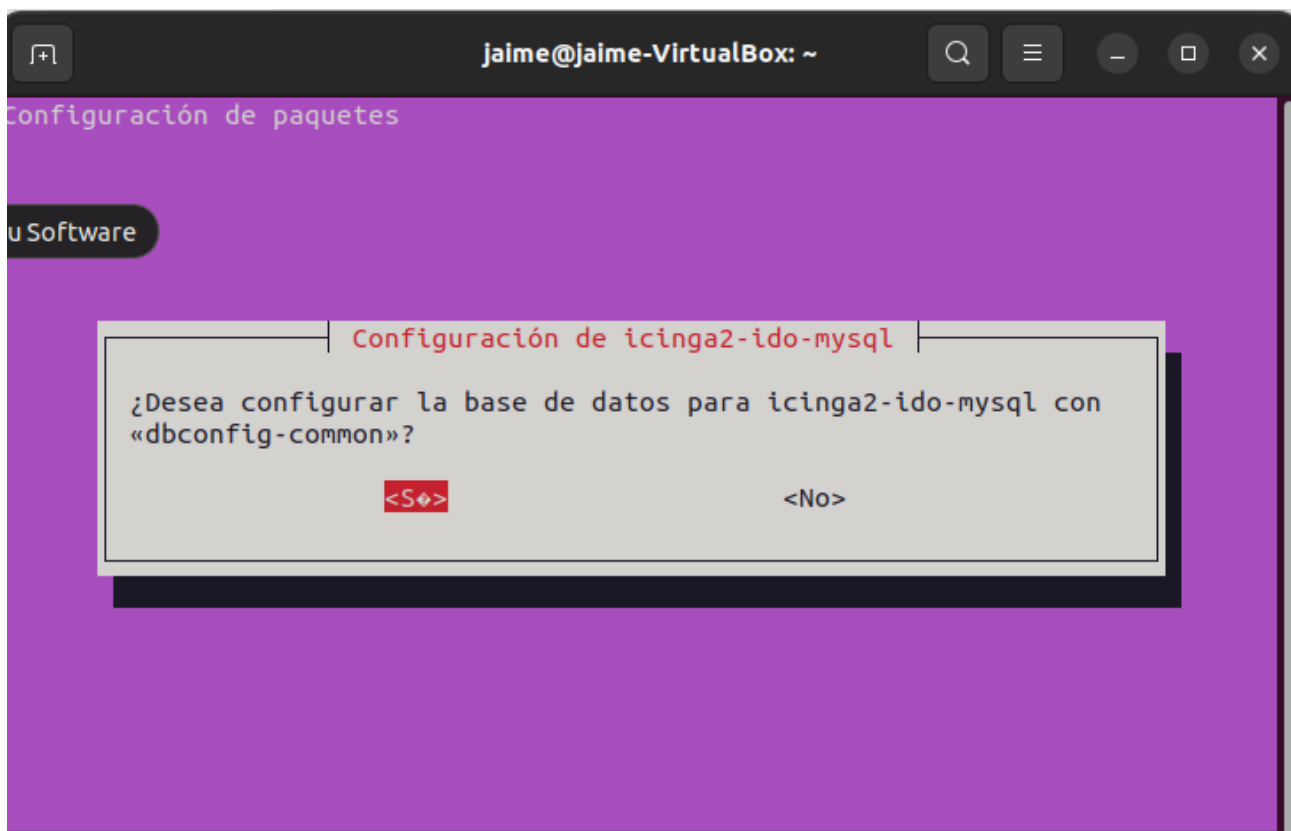 jaime@jaime-VirtualBox: ~
Configuración de paquetes
u Software
Configuración de icinga2-ido-mysql
¿Desea configurar la base de datos para icinga2-ido-mysql con
«dbconfig-common»?
<S�> <No>